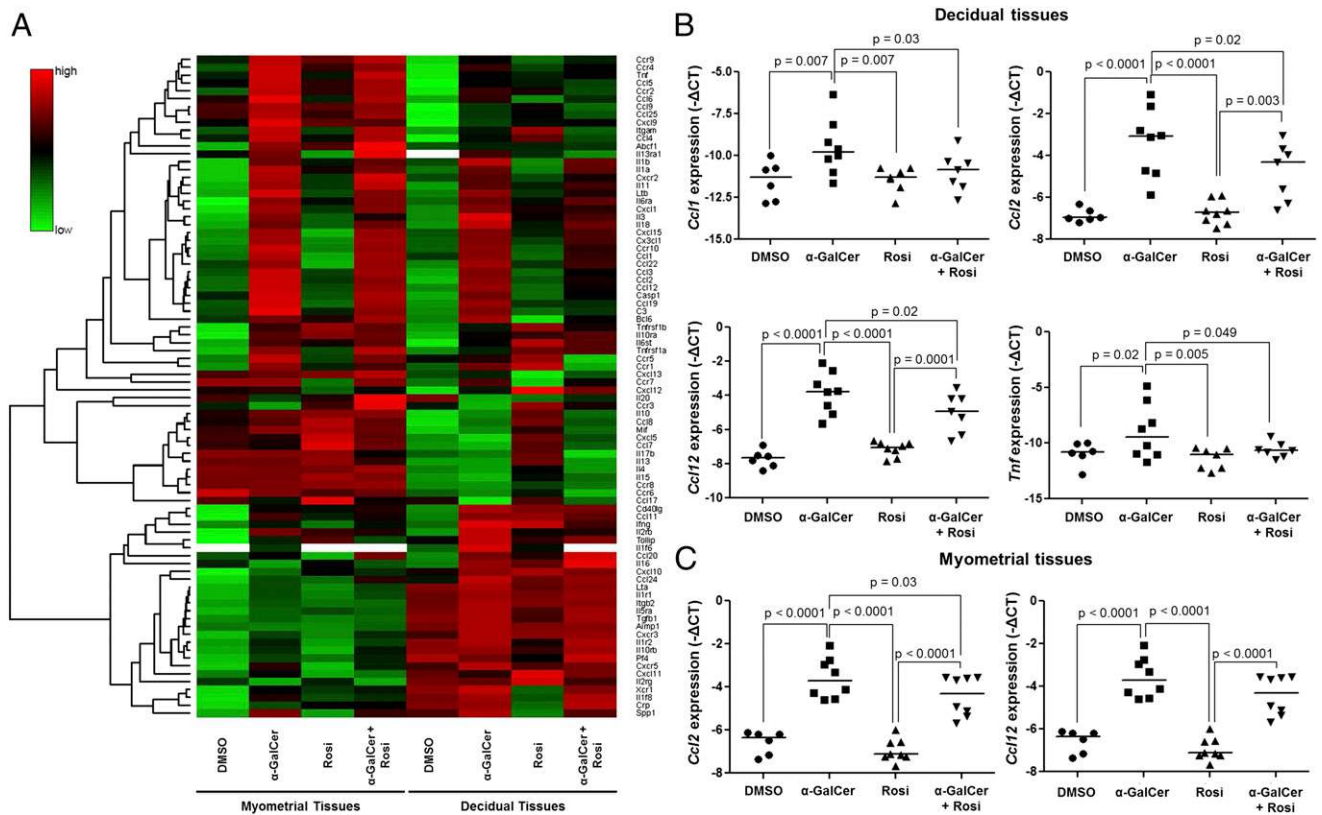 A
high
low
Ccr9
Ccr4
Tnf
Ccl5
Ccr2
Ccl6
Ccl9
Ccl25
Cxcl9
Itgam
Ccl4
Abcf1
Il13ra1
Il1b
Il1a
Cxcr2
Il11
Ltb
Il6ra
Cxcl1
Il3
Il18
Cxcl15
Cx3cl1
Ccr10
Ccl1
Ccl22
Ccl3
Ccl2
Ccl12
Casp1
Ccl19
C3
Bcl6
Tnfrsf1b
Il10ra
Il6st
Tnfrsf1a
Ccr5
Ccr1
Cxcl13
Ccr7
Cxcl12
Il20
Ccr3
Il10
Ccl8
Mif
Cxcl5
Ccl7
Il17b
Il13
Il4
Il15
Ccr8
Ccr6
Ccl17
Cd40lg
Ccl11
Ifng
Il2rb
Tollip
Il1f6
Ccl20
Il16
Cxcl10
Ccl24
Lta
Il1r1
Itgb2
Il5ra
Tgfb1
Aimp1
Cxcr3
Il1r2
Il10rb
Pf4
Cxcr5
Cxcl11
Il2rg
Xcr1
Il1f8
Crp
Spp1
DMSO
α-GalCer
Rosi
α-GalCer +
Rosi
DMSO
α-GalCer
Rosi
α-GalCer +
Rosi
Myometrial Tissues
Decidual Tissues
B
Decidual tissues
Ccl1 expression (-ΔCT)
-5.0
-7.5
-10.0
-12.5
-15.0
p = 0.03
p = 0.007
p = 0.007
DMSO
α-GalCer
Rosi
α-GalCer
+ Rosi
Ccl2 expression (-ΔCT)
0
-2
-4
-6
-8
p = 0.02
p < 0.0001
p < 0.0001
p = 0.003
DMSO
α-GalCer
Rosi
α-GalCer
+ Rosi
Ccl12 expression (-ΔCT)
0
-2
-4
-6
-8
-10
p = 0.02
p < 0.0001
p < 0.0001
p = 0.0001
DMSO
α-GalCer
Rosi
α-GalCer
+ Rosi
Tnf expression (-ΔCT)
0
-5
-10
-15
p = 0.049
p = 0.02
p = 0.005
DMSO
α-GalCer
Rosi
α-GalCer
+ Rosi
C
Myometrial tissues
Ccl2 expression (-ΔCT)
0
-2
-4
-6
-8
p = 0.03
p < 0.0001
p < 0.0001
p < 0.0001
DMSO
α-GalCer
Rosi
α-GalCer
+ Rosi
Ccl12 expression (-ΔCT)
0
-2
-4
-6
-8
p < 0.0001
p < 0.0001
p < 0.0001
DMSO
α-GalCer
Rosi
α-GalCer
+ Rosi